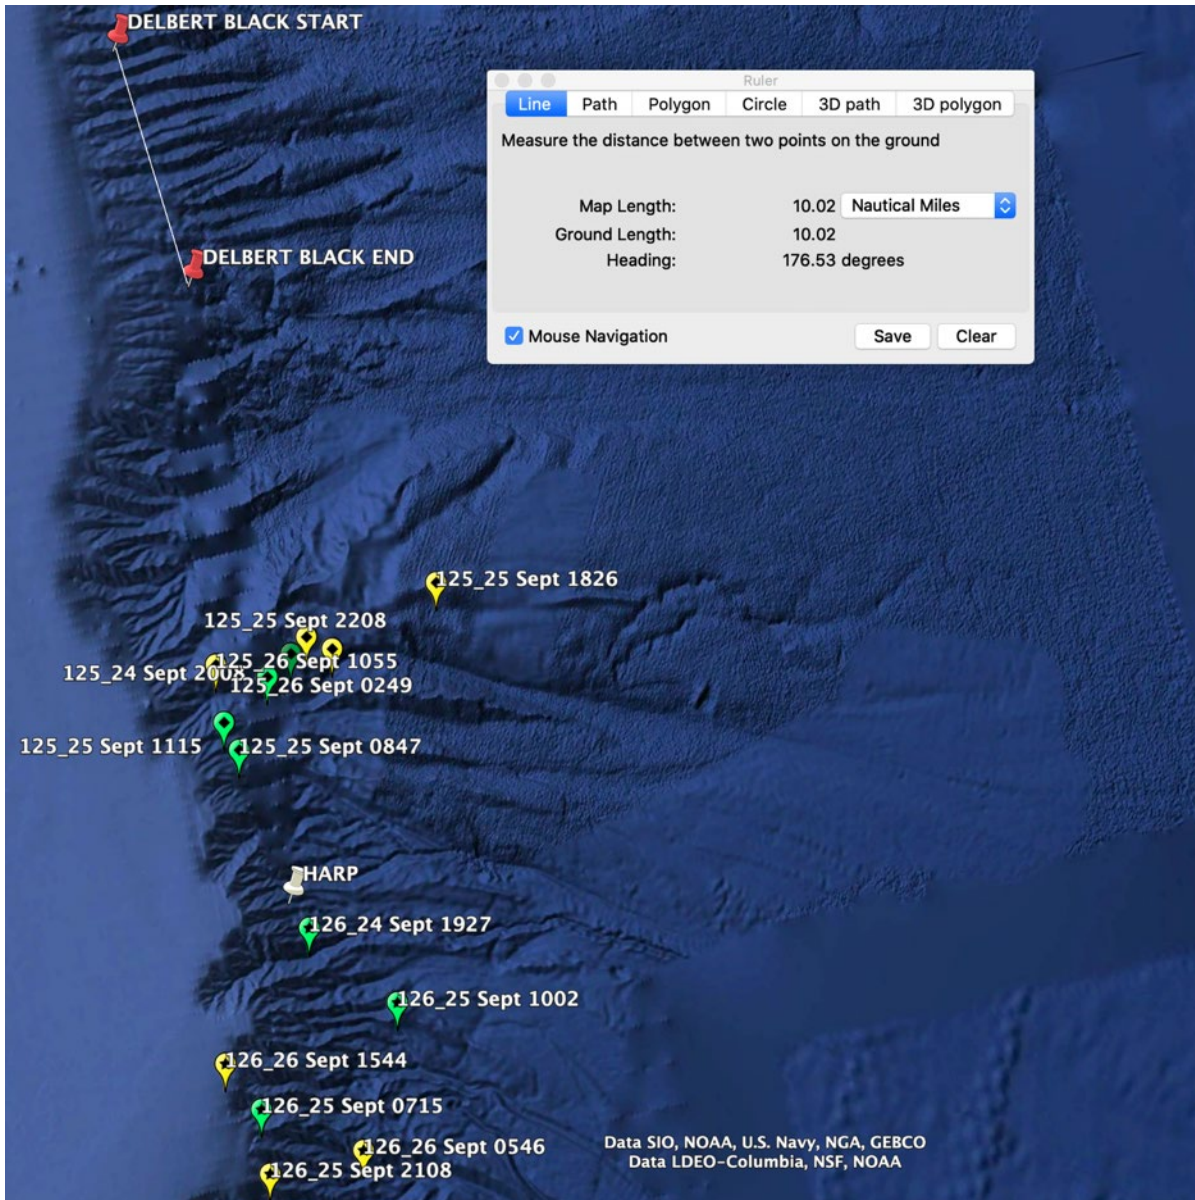 DELBERT BLACK START
Ruler
Line Path Polygon Circle 3D path 3D polygon
Measure the distance between two points on the ground
Map Length: 10.02 Nautical Miles
Ground Length: 10.02
Heading: 176.53 degrees
Mouse Navigation Save Clear
DELBERT BLACK END
125_25 Sept 1826
125_25 Sept 2208
125_26 Sept 1055
125_24 Sept 2008
125_26 Sept 0249
125_25 Sept 1115
125_25 Sept 0847
HARP
126_24 Sept 1927
126_25 Sept 1002
126_26 Sept 1544
126_25 Sept 0715
126_26 Sept 0546
126_25 Sept 2108
Data SIO, NOAA, U.S. Navy, NGA, GEBCO
Data LDEO-Columbia, NSF, NOAA